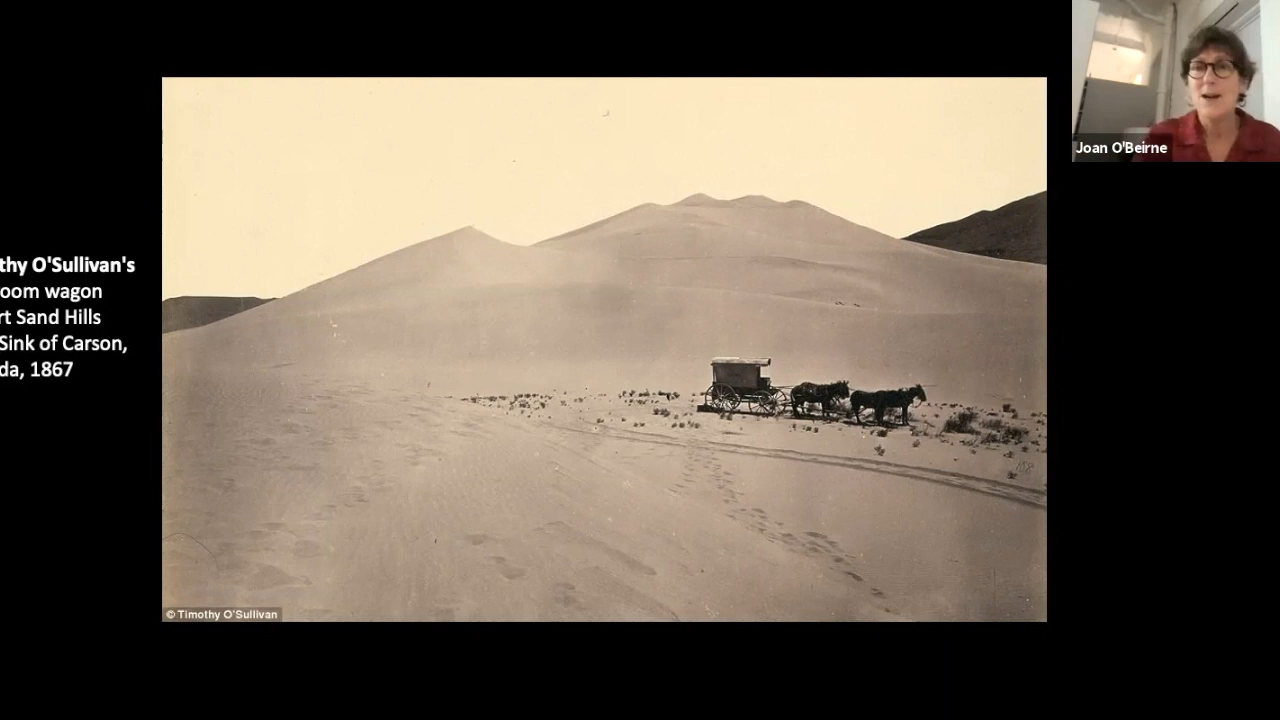 thy O'Sullivan's
oom wagon
rt Sand Hills
Sink of Carson,
da, 1867
© Timothy O'Sullivan
Joan O'Beirne